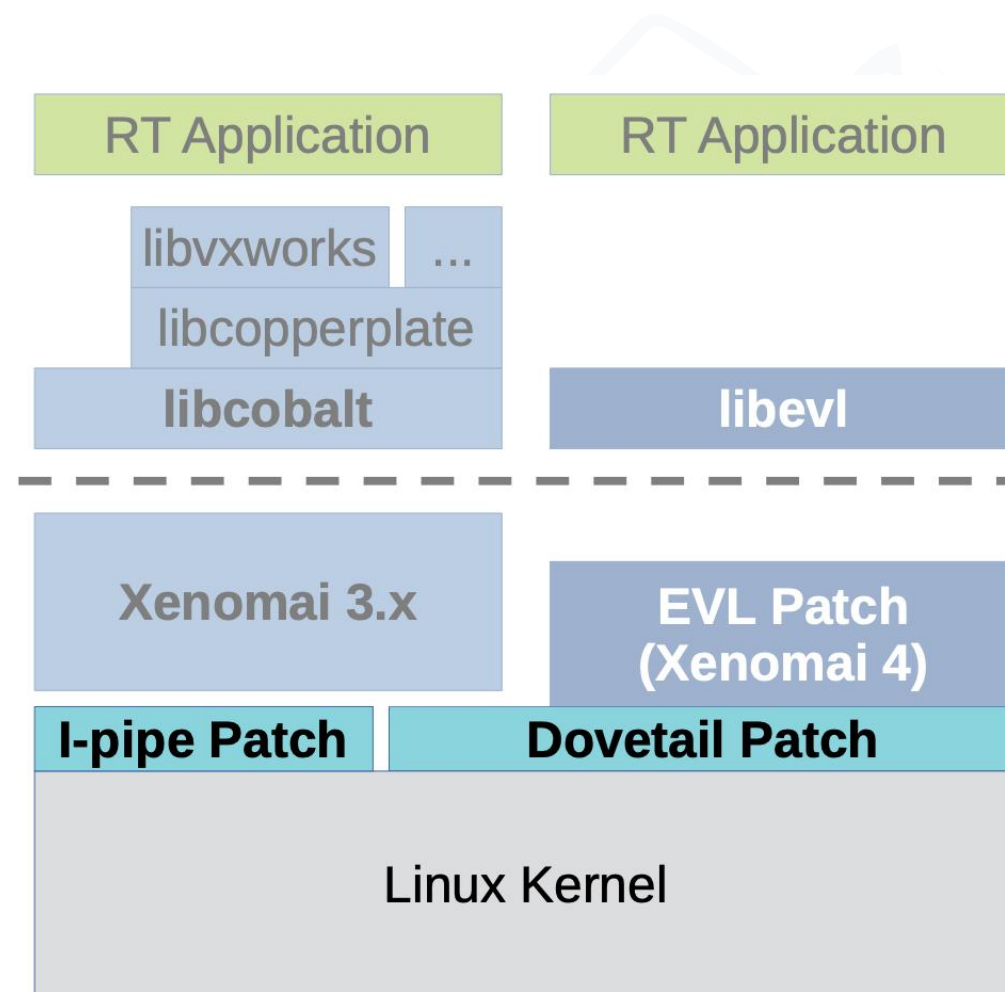 RT Application
RT Application
libvxworks
...
libcopperplate
libcobalt
libevl
Xenomai 3.x
EVL Patch
(Xenomai 4)
I-pipe Patch
Dovetail Patch
Linux Kernel